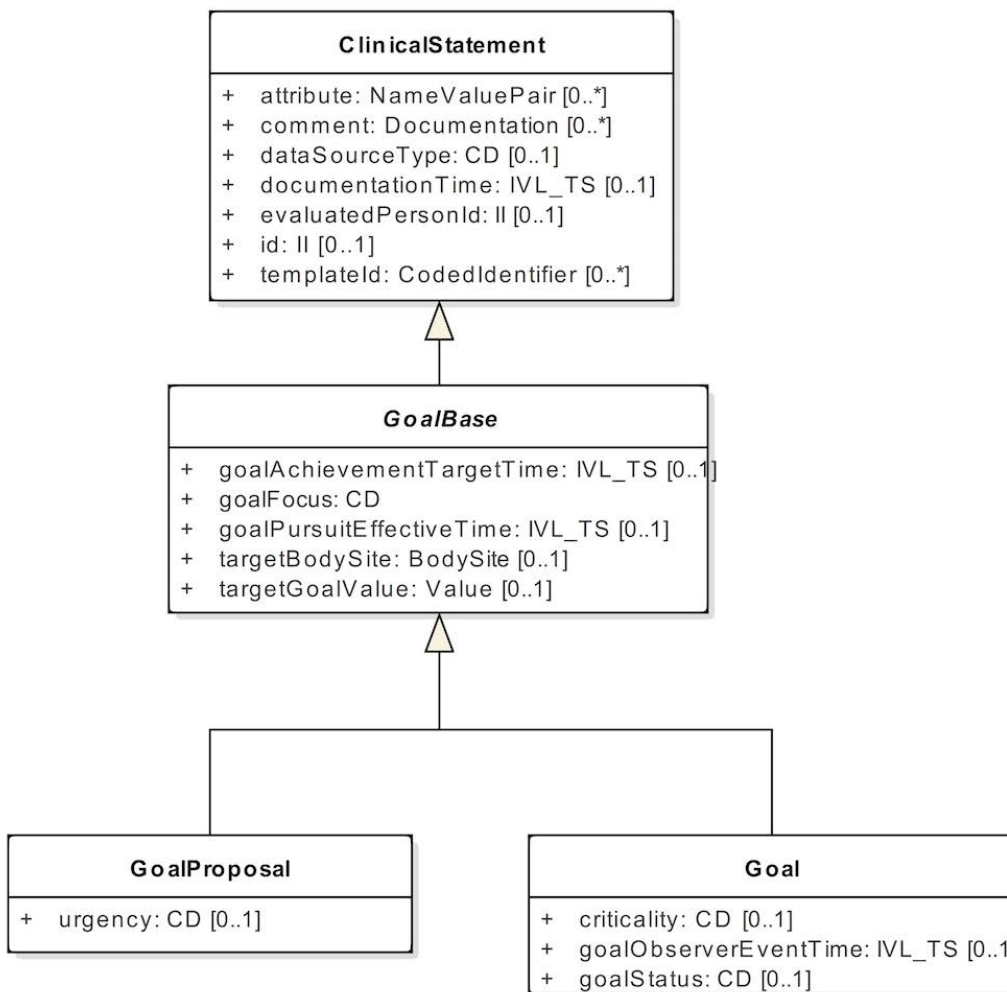 ClinicalStatement
+ attribute: NameValuePair [0..*]
+ comment: Documentation [0..*]
+ dataSourceType: CD [0..1]
+ documentationTime: IVL_TS [0..1]
+ evaluatedPersonId: II [0..1]
+ id: II [0..1]
+ templateId: CodedIdentifier [0..*]
GoalBase
+ goalAchievementTargetTime: IVL_TS [0..1]
+ goalFocus: CD
+ goalPursuitEffectiveTime: IVL_TS [0..1]
+ targetBodySite: BodySite [0..1]
+ targetGoalValue: Value [0..1]
GoalProposal
+ urgency: CD [0..1]
Goal
+ criticality: CD [0..1]
+ goalObserverEventTime: IVL_TS [0..1
+ goalStatus: CD [0..1]